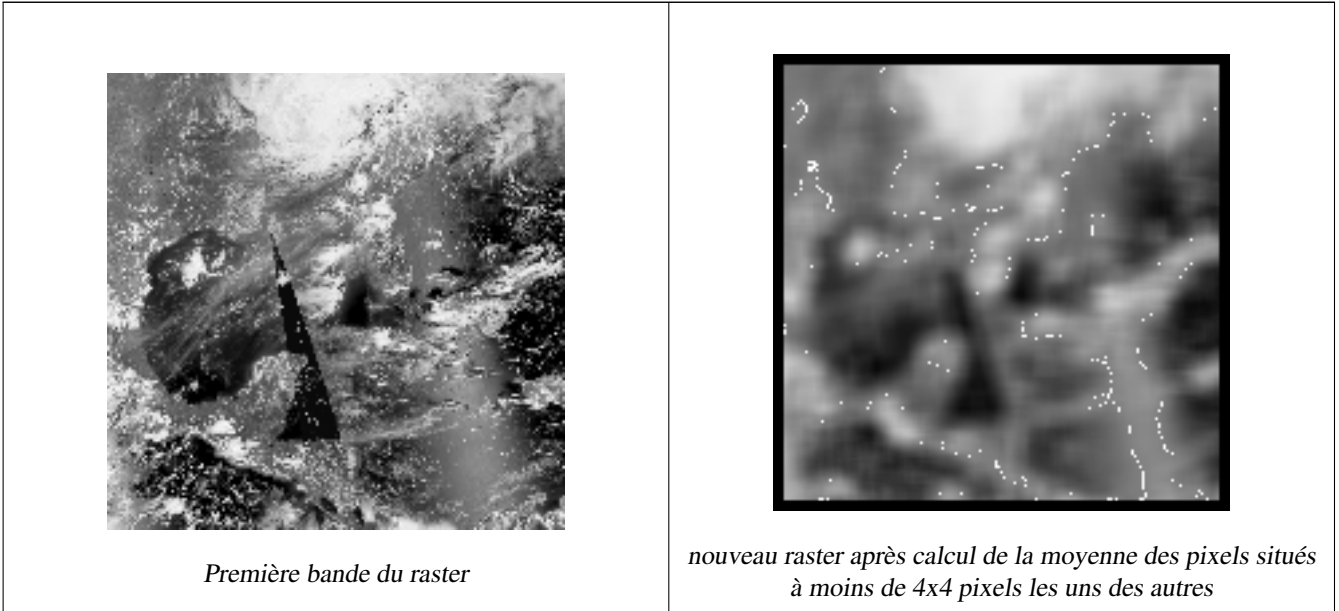 Première bande du raster
nouveau raster après calcul de la moyenne des pixels situés
à moins de 4x4 pixels les uns des autres